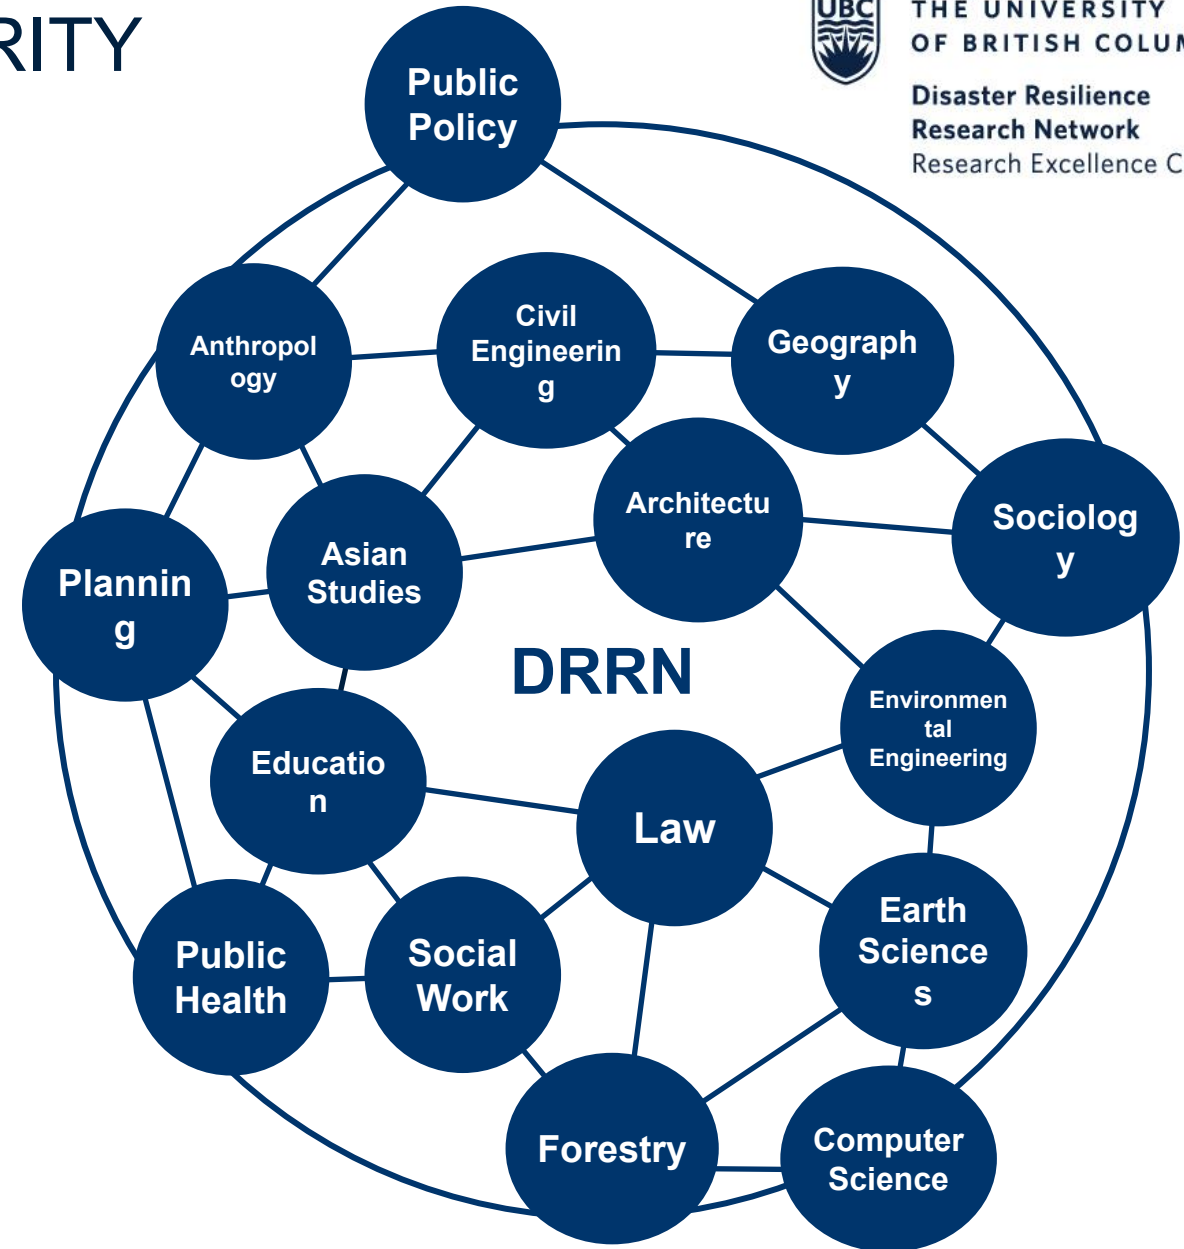 RITY
UBC
THE UNIVERSITY
OF BRITISH COLUM
Disaster Resilience
Research Network
Research Excellence C
Public
Policy
Anthropol
ogy
Civil
Engineerin
g
Geograph
y
Architectu
re
Sociolog
y
Asian
Studies
Plannin
g
DRRN
Environmen
tal
Engineering
Educatio
n
Law
Earth
Science
s
Public
Health
Social
Work
Forestry
Computer
Science